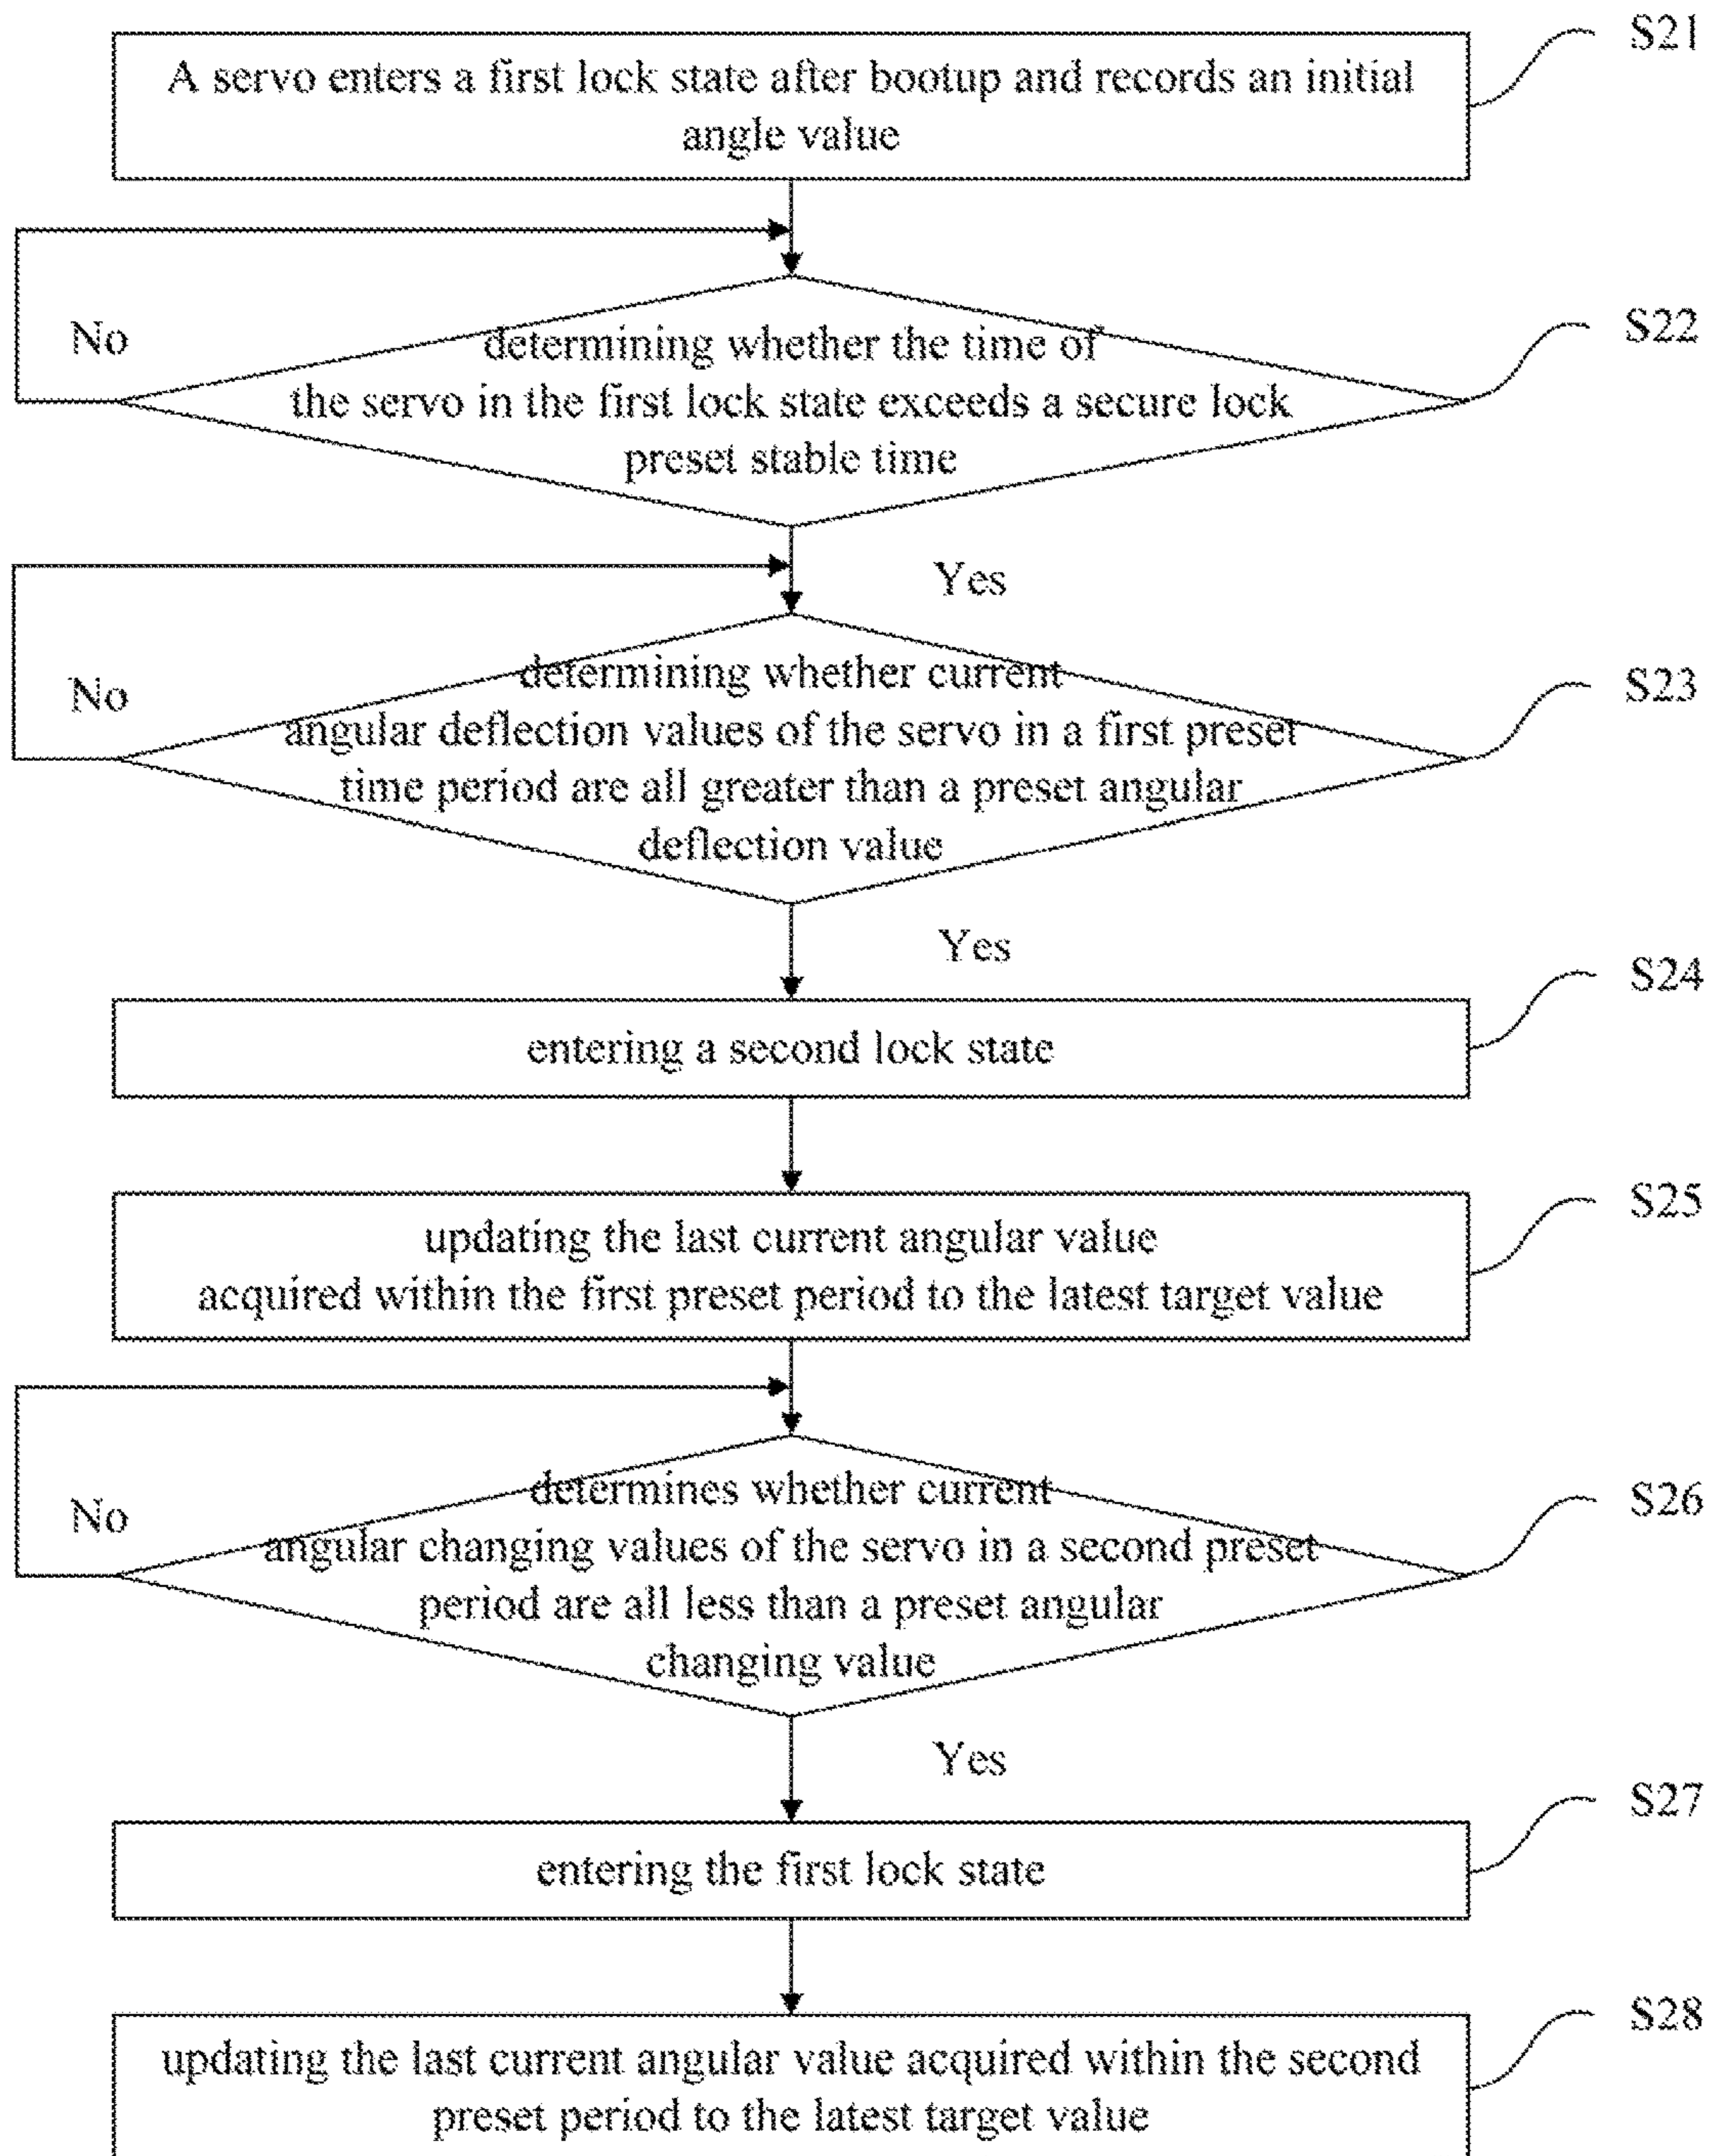 S21
A servo enters a first lock state after bootup and records an initial
angle value
No
S22
determining whether the time of
the servo in the first lock state exceeds a secure lock
preset stable time
Yes
No
S23
determining whether current
angular deflection values of the servo in a first preset
time period are all greater than a preset angular
deflection value
Yes
S24
entering a second lock state
S25
updating the last current angular value
acquired within the first preset period to the latest target value
No
S26
determines whether current
angular changing values of the servo in a second preset
period are all less than a preset angular
changing value
Yes
S27
entering the first lock state
S28
updating the last current angular value acquired within the second
preset period to the latest target value